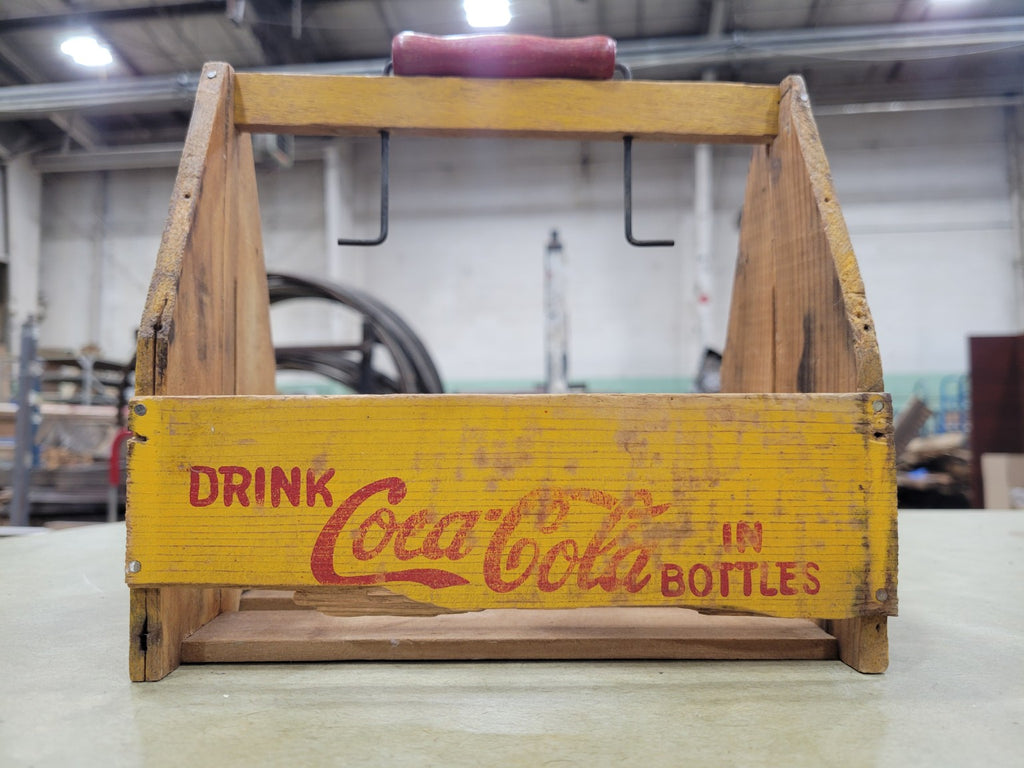 DRINK
Coca-Cola
IN
BOTTLES